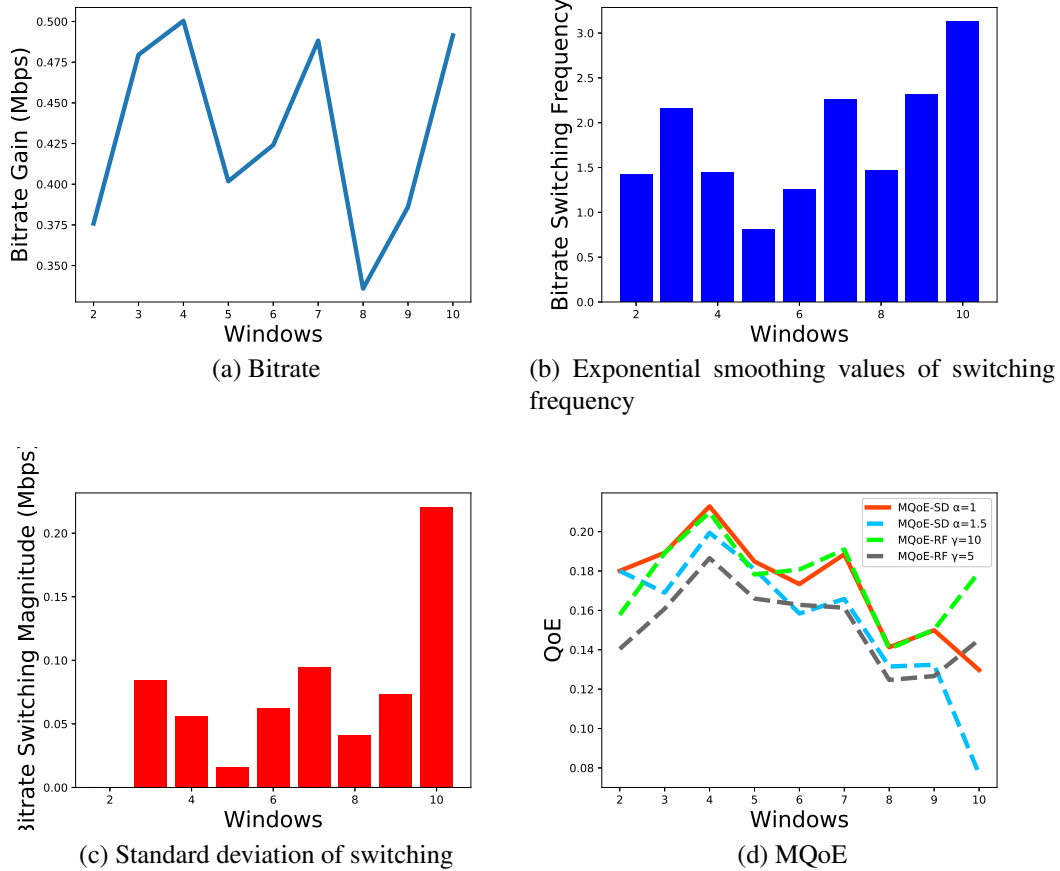 0.500
0.475
0.450
0.425
0.400
0.375
0.350
Bitrate Gain (Mbps)
2 3 4 5 6 7 8 9 10
Windows
(a) Bitrate
3.0
2.5
2.0
1.5
1.0
0.5
0.0
Bitrate Switching Frequency
2 4 6 8 10
Windows
(b) Exponential smoothing values of switching
frequency
0.20
0.15
0.10
0.05
0.00
Bitrate Switching Magnitude (Mbps)
2 4 6 8 10
Windows
(c) Standard deviation of switching
0.20
0.18
0.16
0.14
0.12
0.10
0.08
QoE
MQoE-SD α=1
MQoE-SD α=1.5
MQoE-RF γ=10
MQoE-RF γ=5
2 3 4 5 6 7 8 9 10
Windows
(d) MQoE